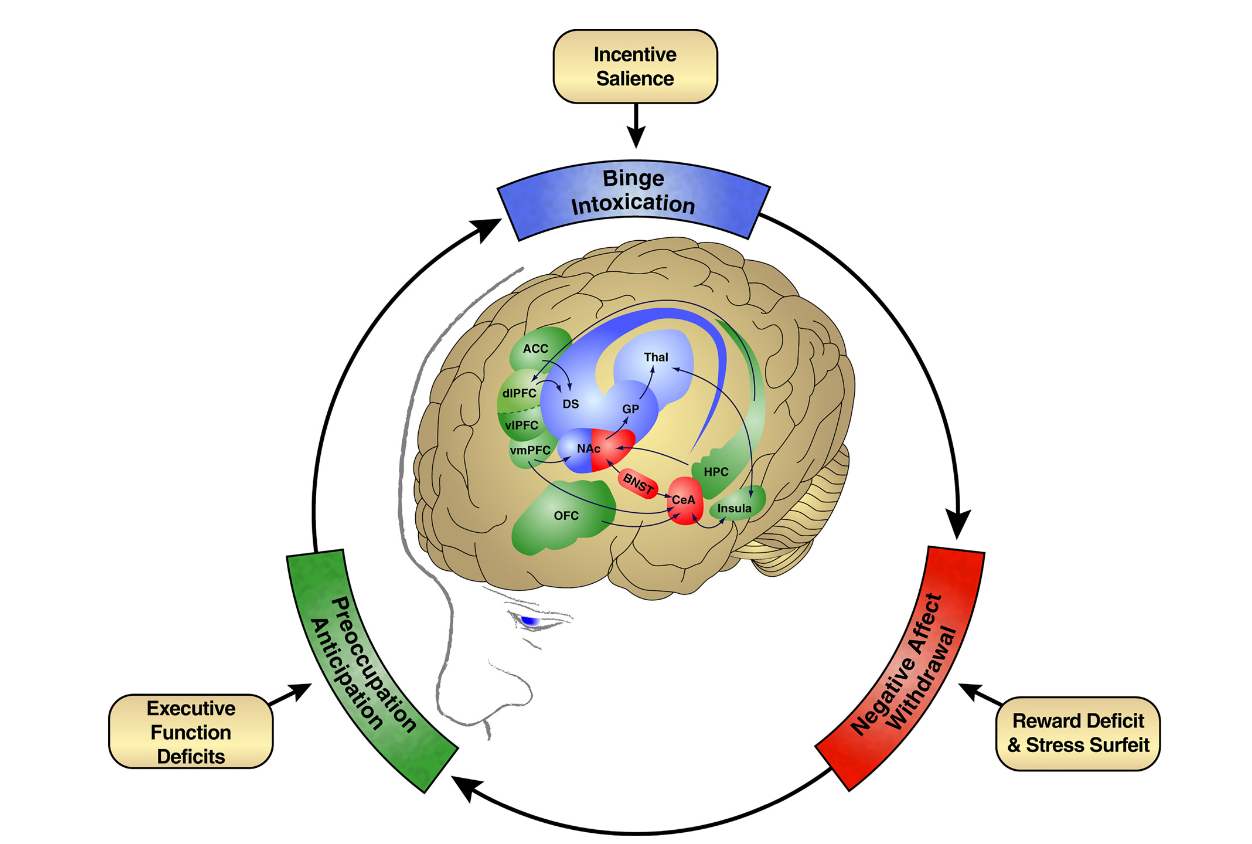 Incentive
Salience
Binge
Intoxication
ACC
Thal
dlPFC
DS
GP
vlPFC
NAc
vmPFC
HPC
BNST
CeA
Insula
OFC
Preoccupation
Anticipation
Negative Affect
Withdrawal
Executive
Function
Deficits
Reward Deficit
& Stress Surfeit